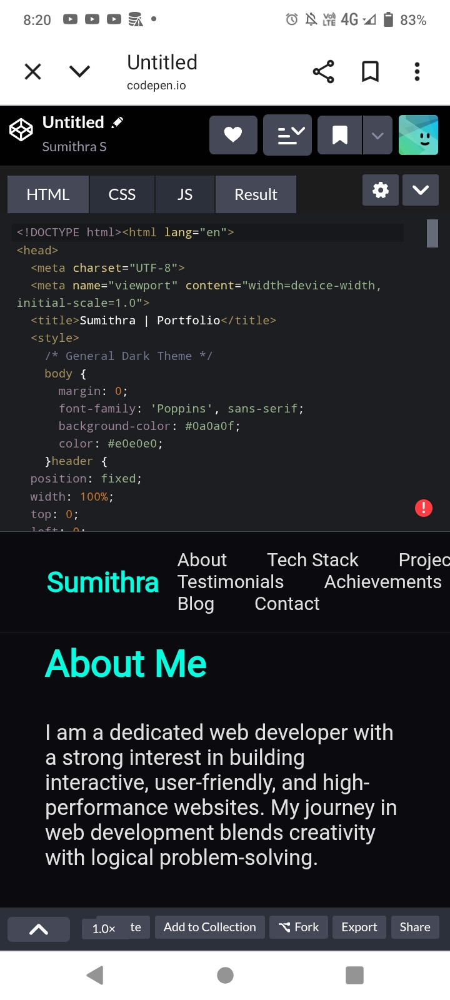 8:20 Vo) LTE 4G 83%
Untitled
codepen.io
Untitled
Sumithra S
HTML CSS JS Result
<!DOCTYPE html><html lang="en">
<head>
<meta charset="UTF-8">
<meta name="viewport" content="width=device-width,
initial-scale=1.0">
<title>Sumithra | Portfolio</title>
<style>
/* General Dark Theme */
body {
margin: 0;
font-family: 'Poppins', sans-serif;
background-color: #0a0a0f;
color: #e0e0e0;
}header {
position: fixed;
width: 100%;
top: 0;
left: 0;
About Tech Stack Projec
Sumithra Testimonials Achievements
Blog Contact
About Me
I am a dedicated web developer with
a strong interest in building
interactive, user-friendly, and high-
performance websites. My journey in
web development blends creativity
with logical problem-solving.
1.0× te Add to Collection Fork Export Share